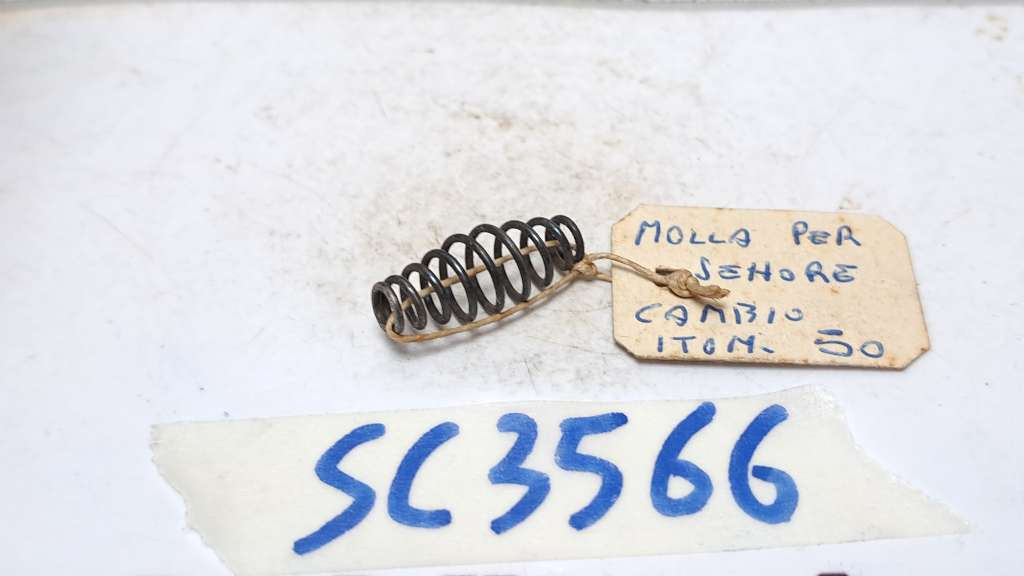 MOLLA PER
SEHORE
CAMBIO
ITOM. 50
SC3566